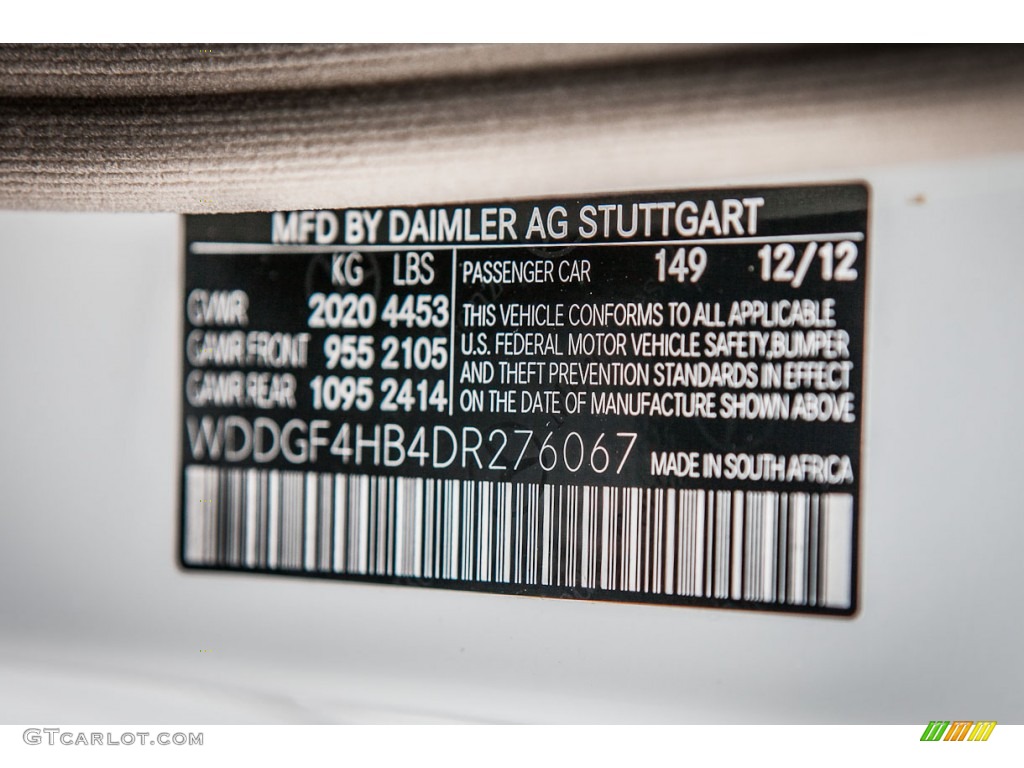 MFD BY DAIMLER AG STUTTGART
KG LBS
GVWR 2020 4453
GAWR FRONT 955 2105
GAWR REAR 1095 2414
PASSENGER CAR 149 12/12
THIS VEHICLE CONFORMS TO ALL APPLICABLE
U.S. FEDERAL MOTOR VEHICLE SAFETY,BUMPER
AND THEFT PREVENTION STANDARDS IN EFFECT
ON THE DATE OF MANUFACTURE SHOWN ABOVE
WDDGF4HB4DR276067 MADE IN SOUTH AFRICA
GTCARLOT.COM